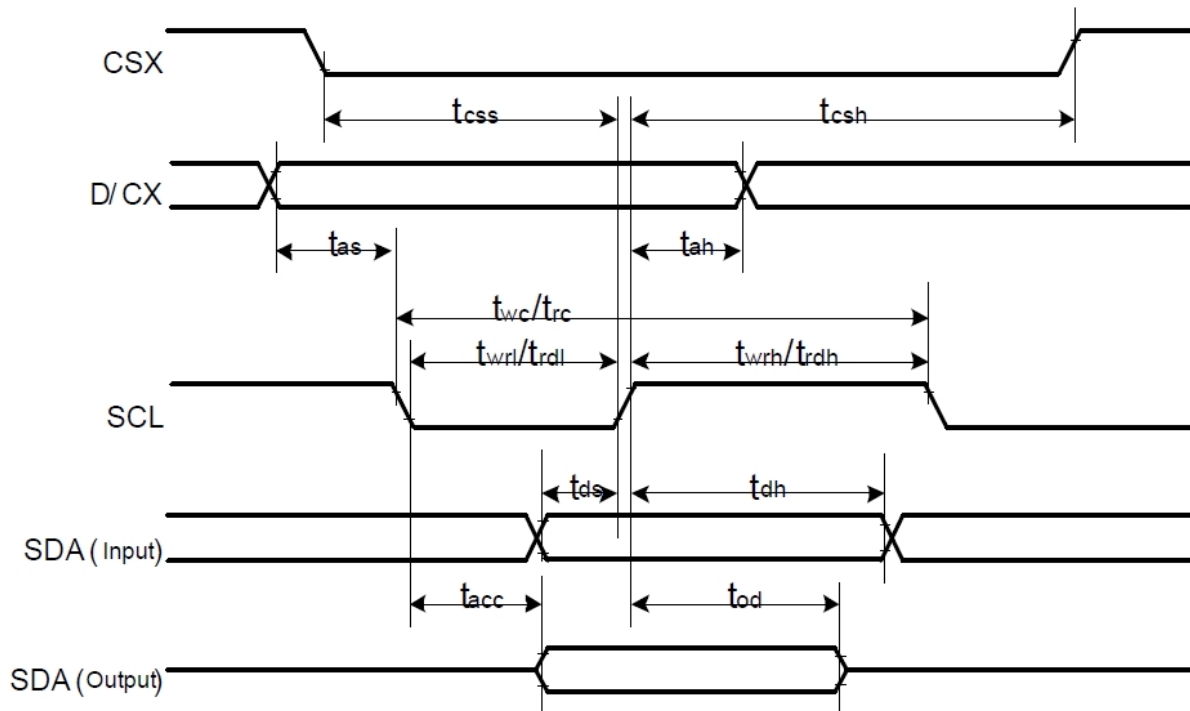 CSX
tcss
tcsh
D/CX
tas
tah
twc/trc
twrl/trdl
twrh/trdh
SCL
tds
tdh
SDA(Input)
tacc
tod
SDA(Output)